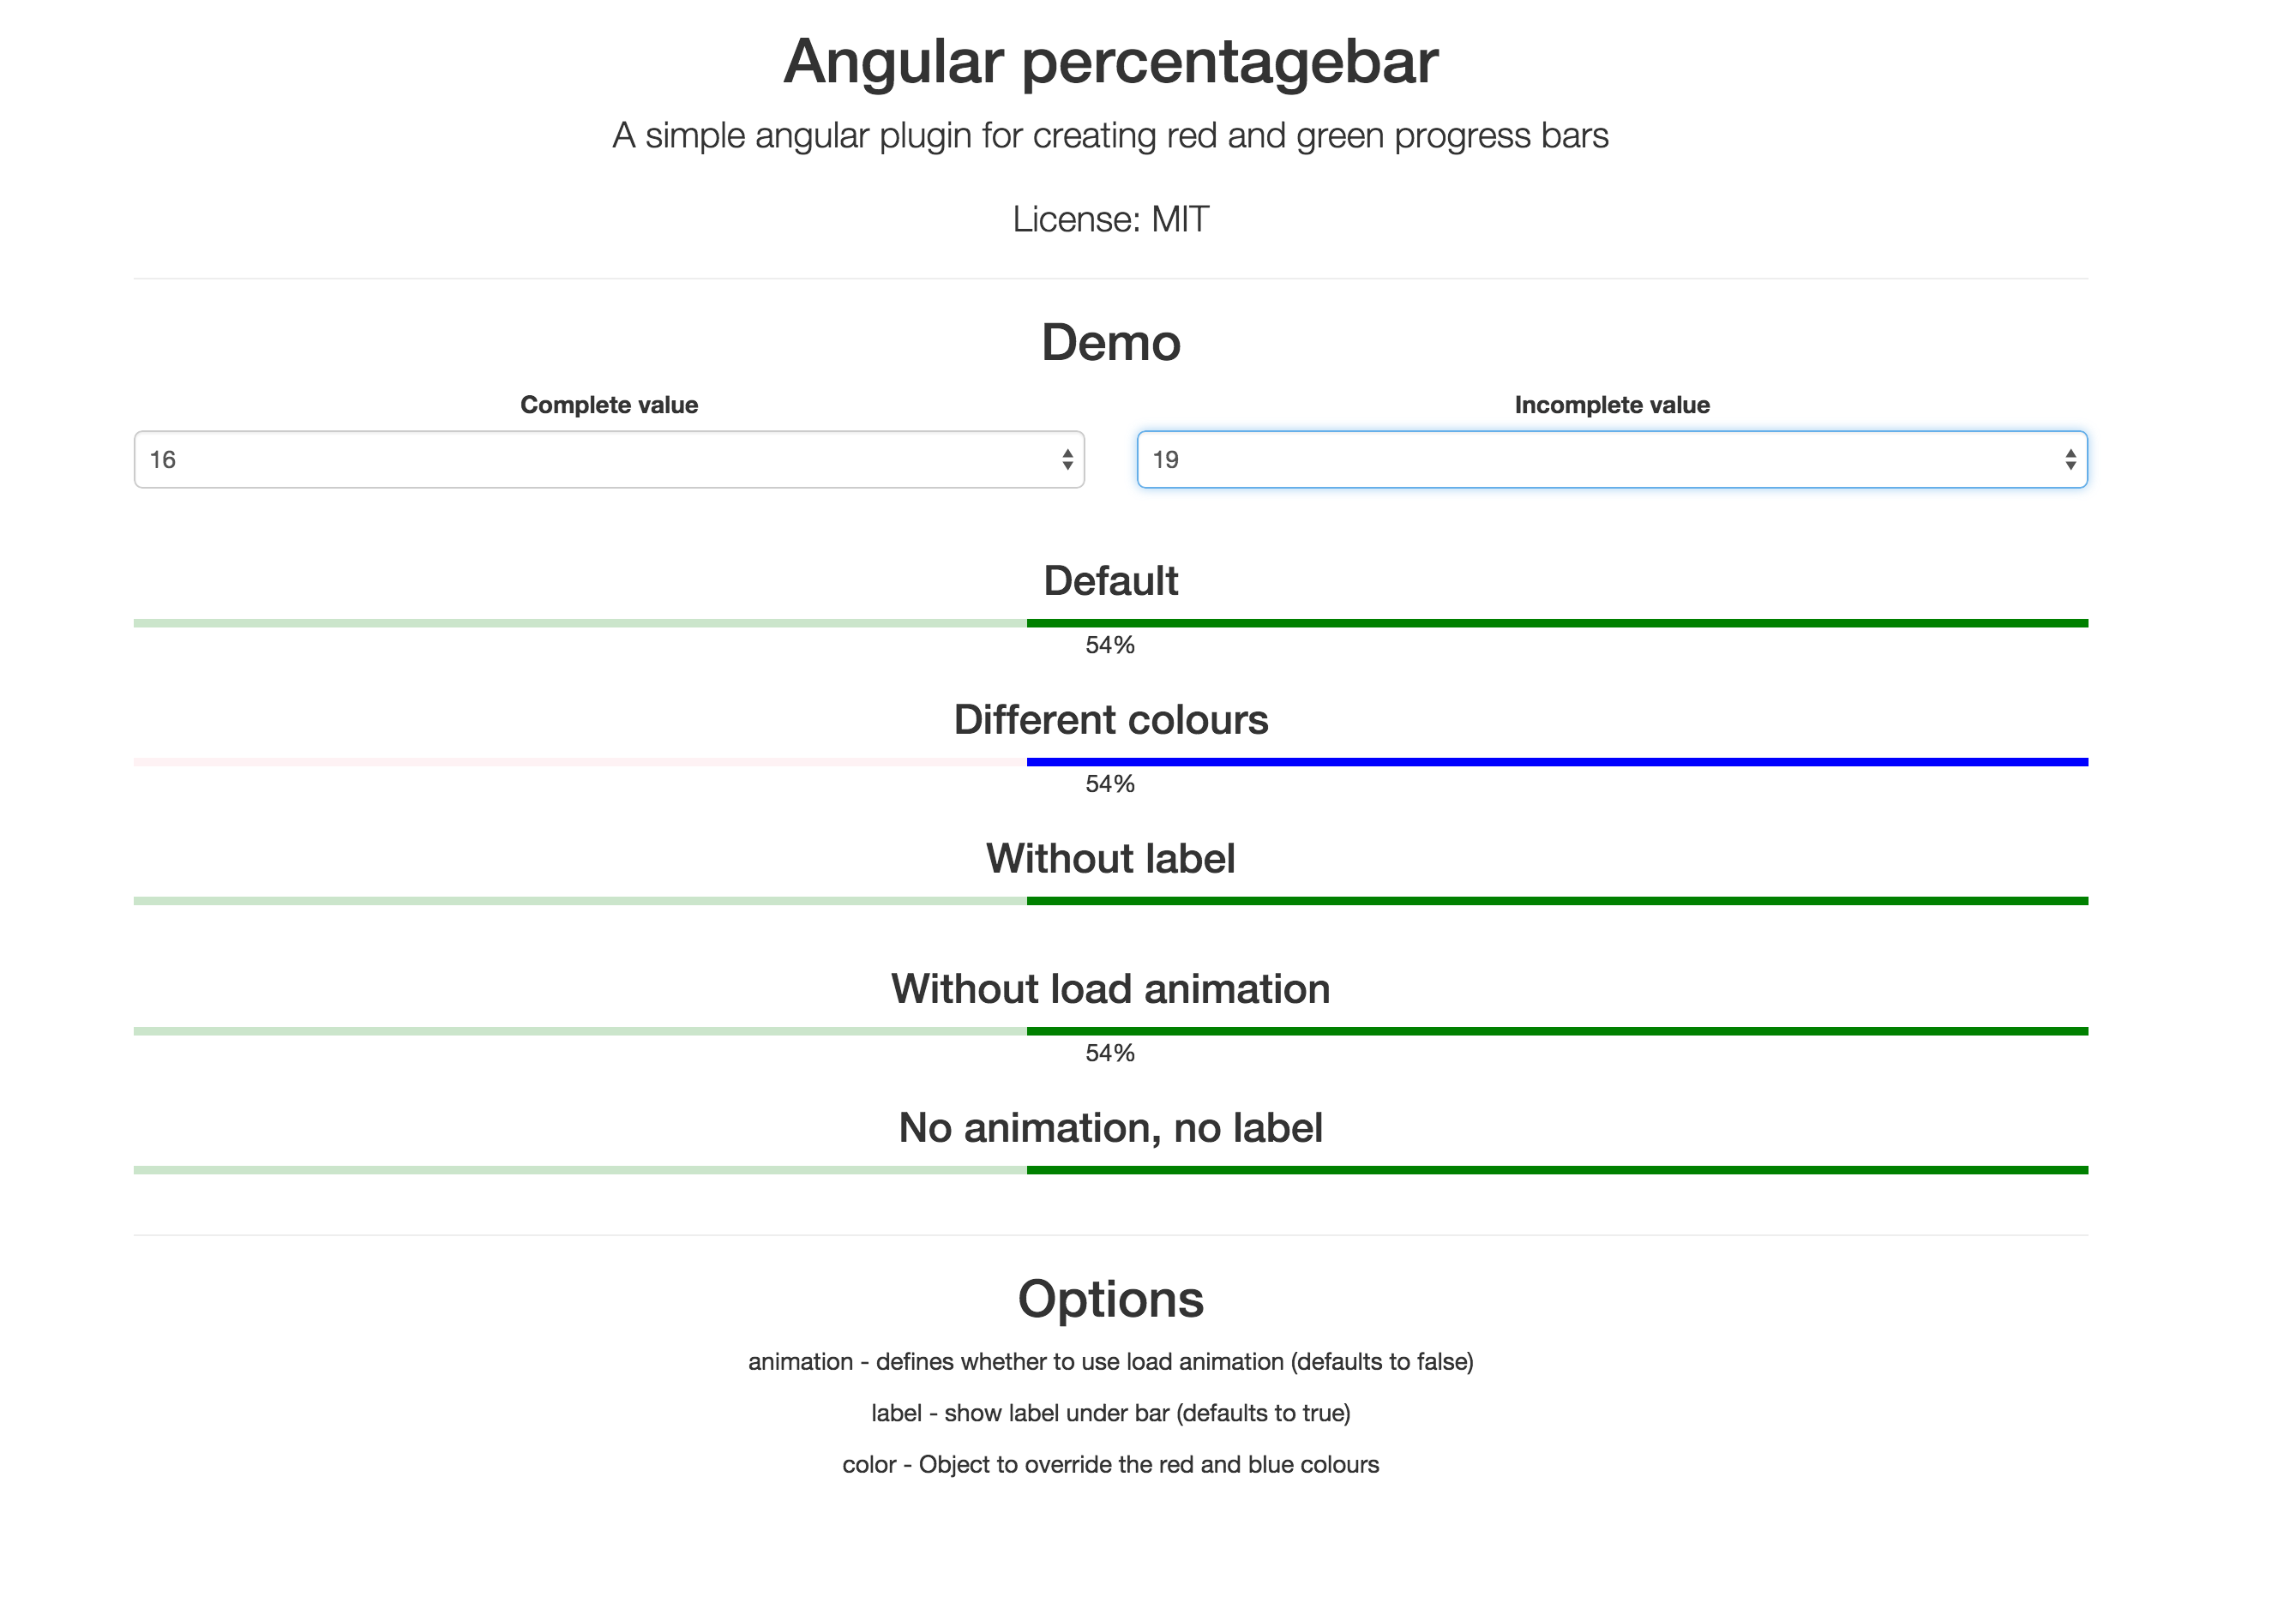 Angular percentagebar
A simple angular plugin for creating red and green progress bars
License: MIT
Demo
Complete value
Incomplete value
16
19
Default
54%
Different colours
54%
Without label
Without load animation
54%
No animation, no label
Options
animation - defines whether to use load animation (defaults to false)
label - show label under bar (defaults to true)
color - Object to override the red and blue colours